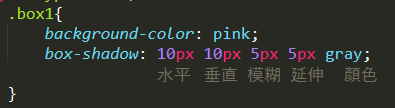 .box1{
background-color: pink;
box-shadow: 10px 10px 5px 5px gray;
水平 垂直 模糊 延伸 顏色
}